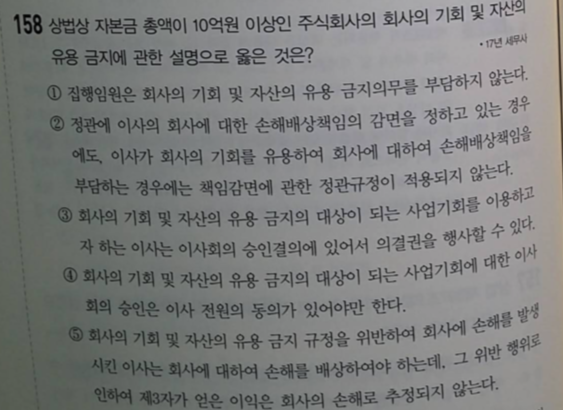 158 상법상 자본금 총액이 10억원 이상인 주식회사의 회사의 기회 및 자산의
유용 금지에 관한 설명으로 옳은 것은?
• 17년 세무사
① 집행임원은 회사의 기회 및 자산의 유용 금지의무를 부담하지 않는다.
② 정관에 이사의 회사에 대한 손해배상책임의 감면을 정하고 있는 경우
에도, 이사가 회사의 기회를 유용하여 회사에 대하여 손해배상책임을
부담하는 경우에는 책임감면에 관한 정관규정이 적용되지 않는다.
③ 회사의 기회 및 자산의 유용 금지의 대상이 되는 사업기회를 이용하고
자 하는 이사는 이사회의 승인결의에 있어서 의결권을 행사할 수 있다.
④ 회사의 기회 및 자산의 유용 금지의 대상이 되는 사업기회에 대한 이사
회의 승인은 이사 전원의 동의가 있어야만 한다.
⑤ 회사의 기회 및 자산의 유용 금지 규정을 위반하여 회사에 손해를 발생
시킨 이사는 회사에 대하여 손해를 배상하여야 하는데, 그 위반 행위로
인하여 제3자가 얻은 이익은 회사의 손해로 추정되지 않는다.